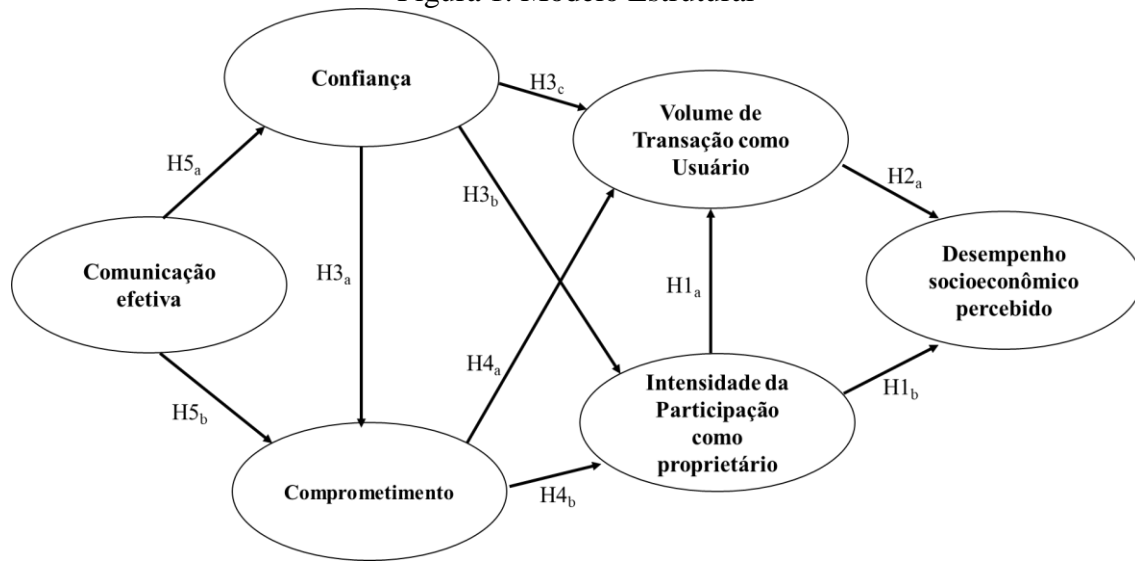 Figura 1: Modelo Estrutural
Confiança
H3c
Volume de
Transação como
Usuário
H5a
H2a
H3b
Comunicação
efetiva
H3a
H1a
Desempenho
socioeconômico
percebido
H4a
Intensidade da
Participação
como
proprietário
H1b
H5b
Comprometimento
H4b